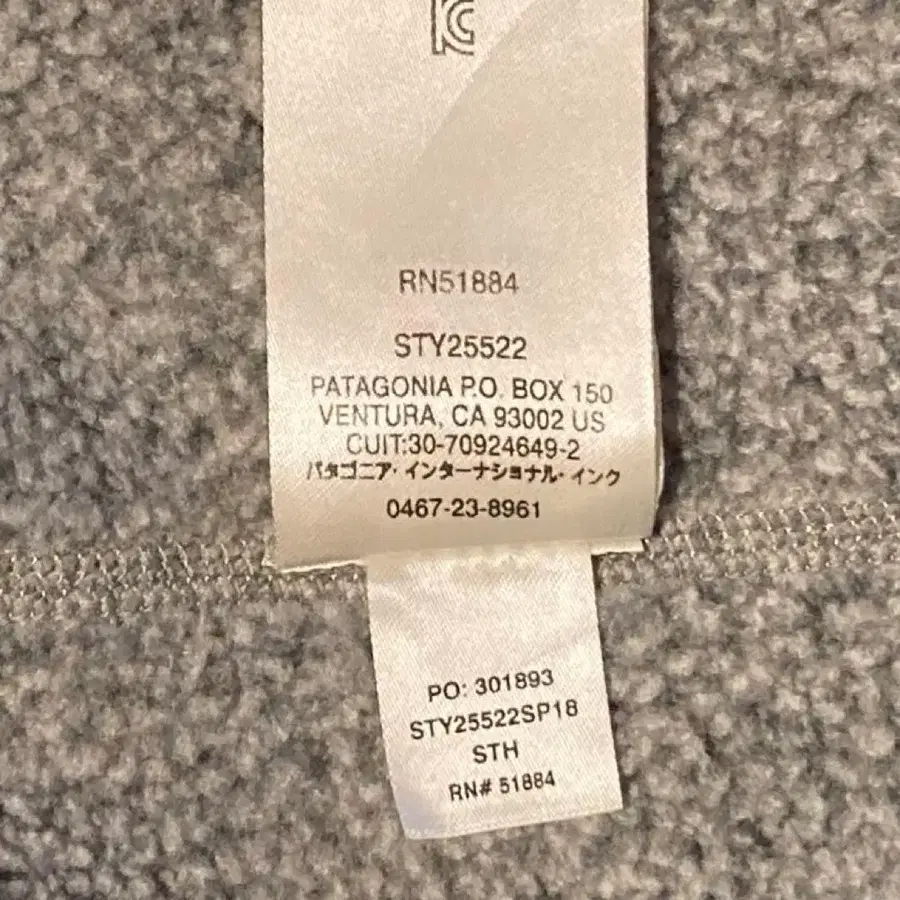 RN51884
STY25522
PATAGONIA P.O. BOX 150
VENTURA, CA 93002 US
CUIT:30-70924649-2
パタゴニア・インターナショナル・インク
0467-23-8961
PO: 301893
STY25522SP18
STH
RN# 51884